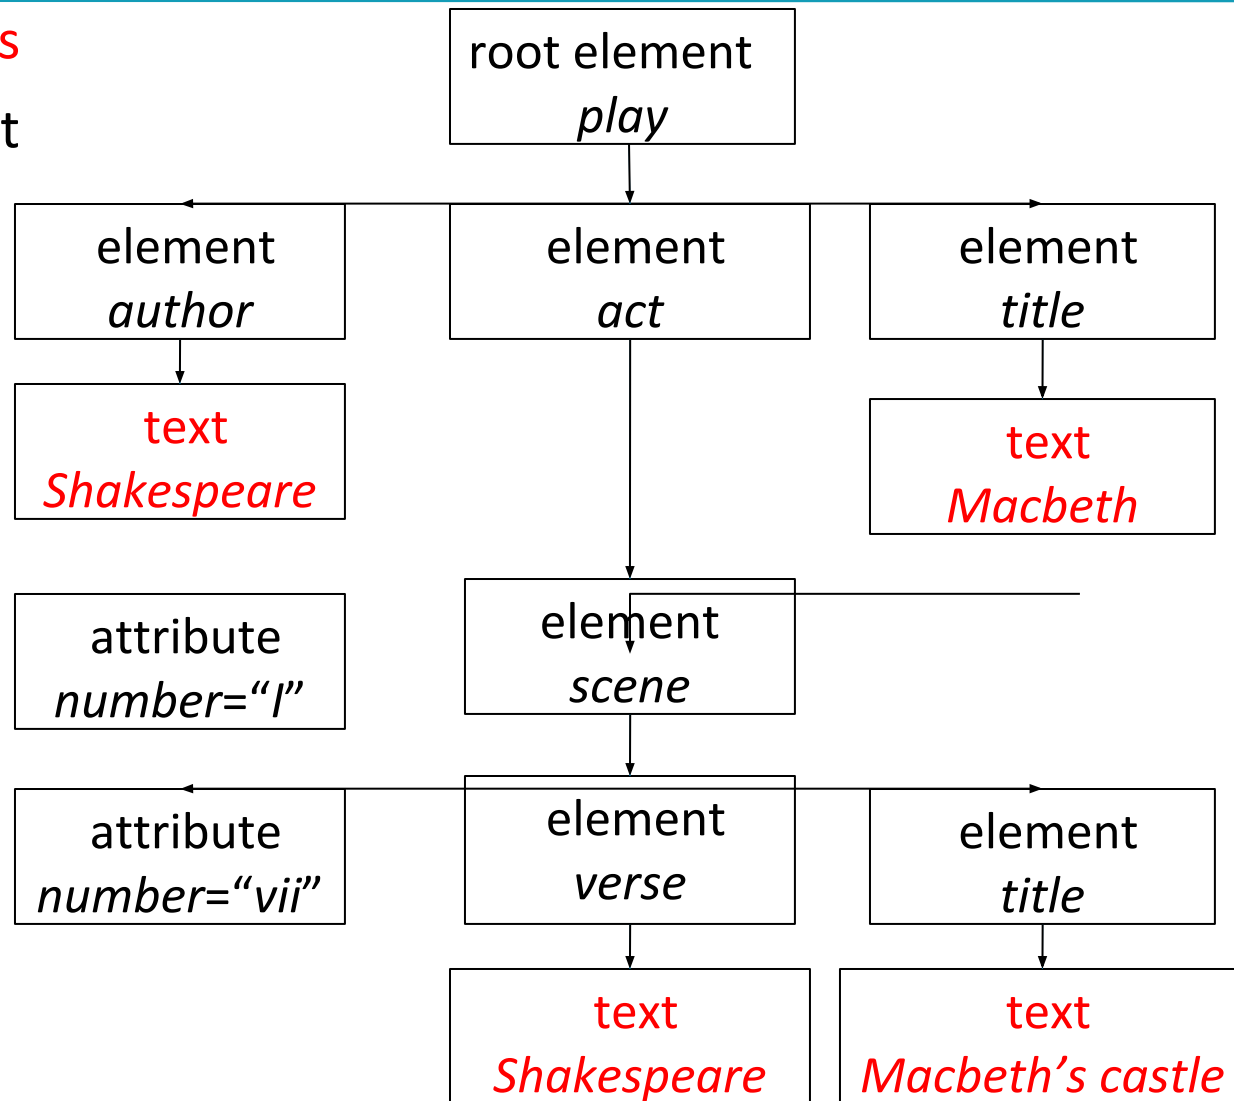 s
t
root element
play
element
author
element
act
element
title
text
Shakespeare
text
Macbeth
attribute
number=“I”
element
scene
attribute
number=“vii”
element
verse
element
title
text
Shakespeare
text
Macbeth’s castle